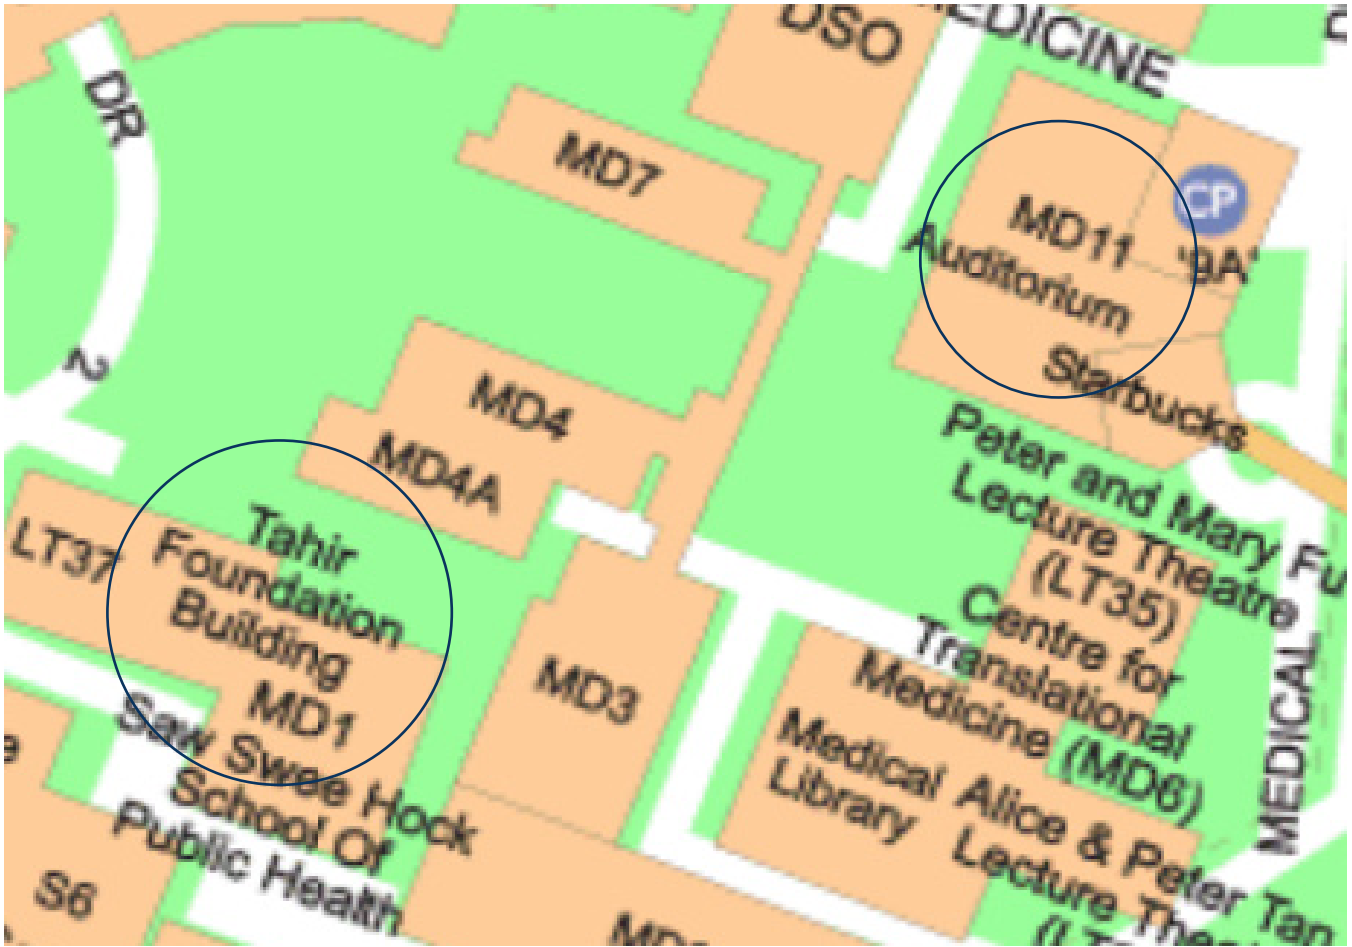 DSO
MEDICINE
DR
MD7
CP
'9A'
MD11
Auditorium
2
MD4
MD4A
Starbucks
Peter and Mary Fu
Lecture Theatre
(LT35)
LT37
Tahir
Foundation
Building
MD1
MD3
Centre for
Translational
Medicine (MD6)
Saw Swee Hock
School Of
Public Health
Medical
Library
Alice & Peter Tan
Lecture
MEDICAL
S6